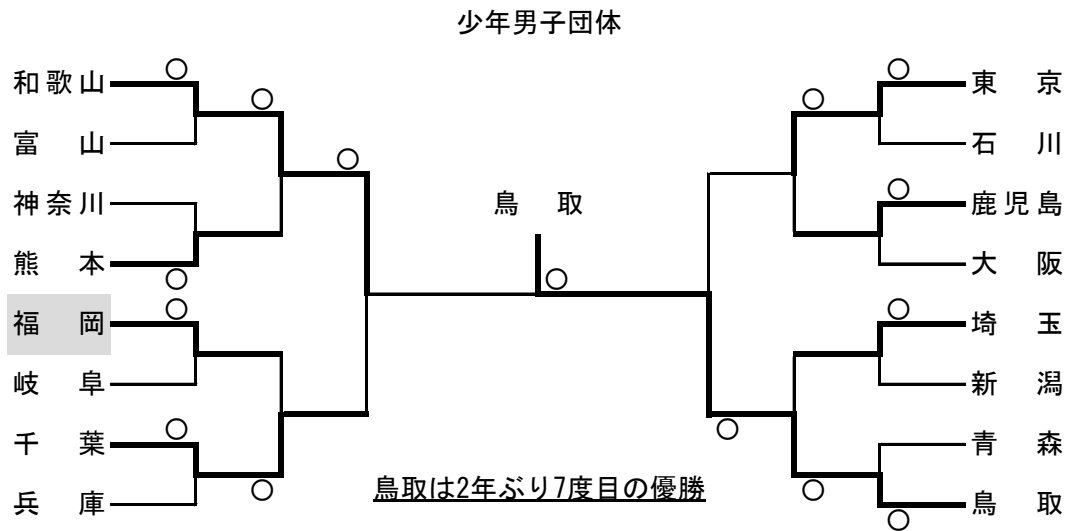 少年男子団体
和歌山
富山
神奈川
熊本
福岡
岐阜
千葉
兵庫
鳥取
鳥取は2年ぶり7度目の優勝
東京
石川
鹿児島
大阪
埼玉
新潟
青森
鳥取